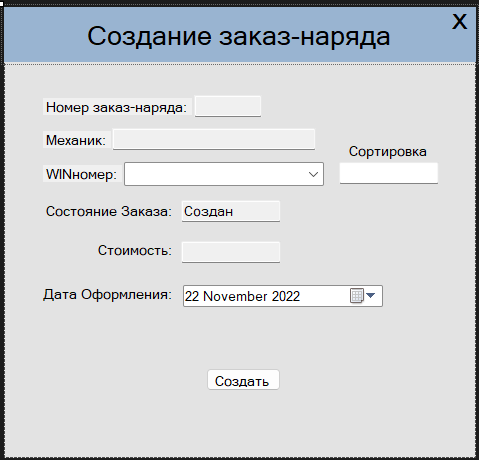 Создание заказ-наряда
X
Номер заказ-наряда:
Механик:
Сортировка
WINномер:
Состояние Заказа: Создан
Стоимость:
Дата Оформления: 22 November 2022
Создать